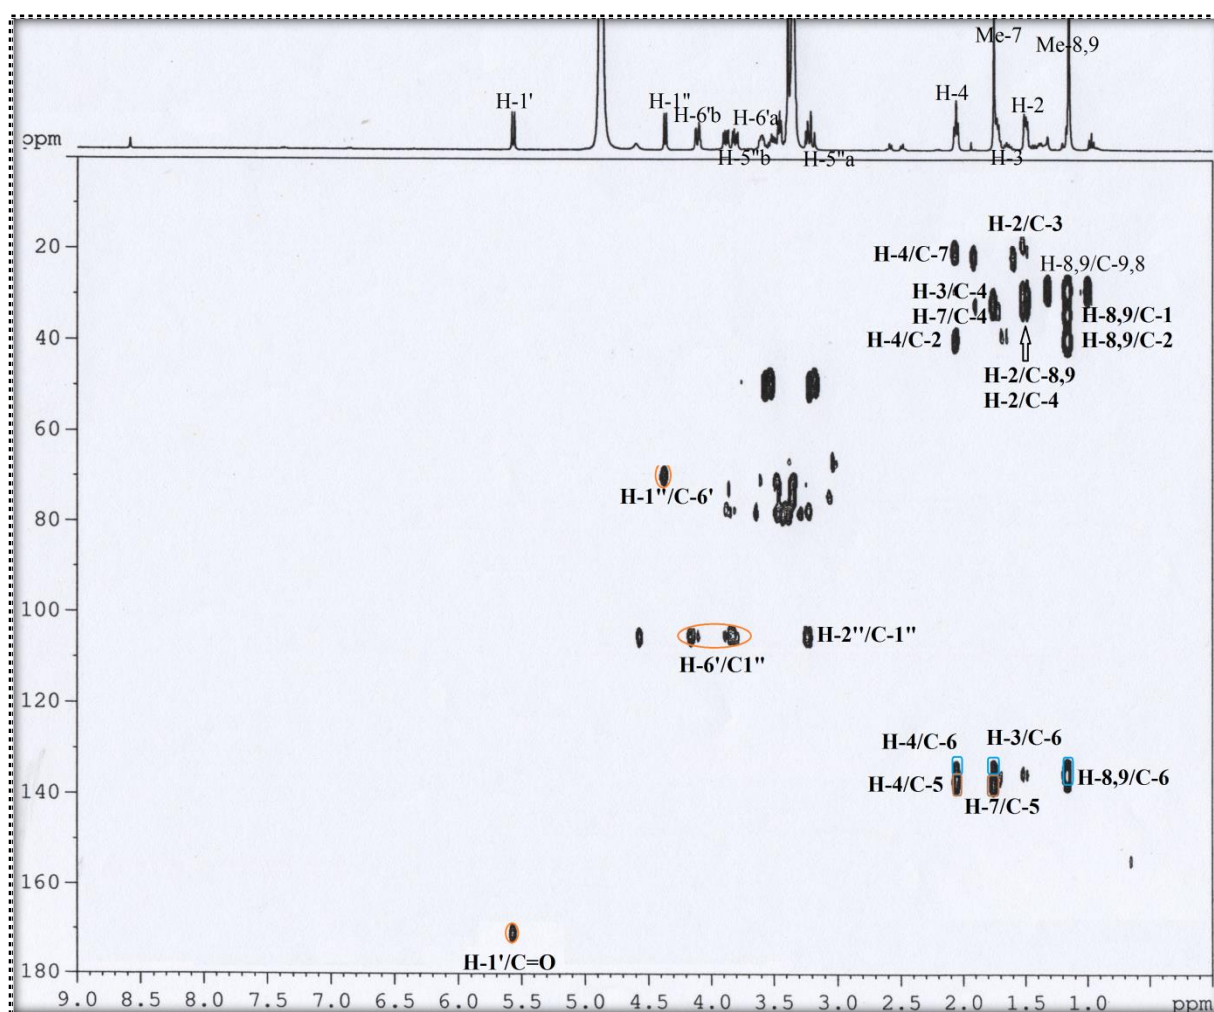 Me-7
Me-8,9
H-1'
H-1"
H-6'b
H-6'a
H-4
H-2
ppm
H-5"b
H-5"a
H-3
20
40
60
80
100
120
140
160
180
H-2/C-3
H-4/C-7
H-8,9/C-9,8
H-3/C-4
H-7/C-4
H-8,9/C-1
H-4/C-2
H-8,9/C-2
H-2/C-8,9
H-2/C-4
H-1"/C-6'
H-2"/C-1"
H-6'/C1"
H-4/C-6
H-3/C-6
H-4/C-5
H-8,9/C-6
H-7/C-5
H-1'/C=O
9.0 8.5 8.0 7.5 7.0 6.5 6.0 5.5 5.0 4.5 4.0 3.5 3.0 2.5 2.0 1.5 1.0 ppm